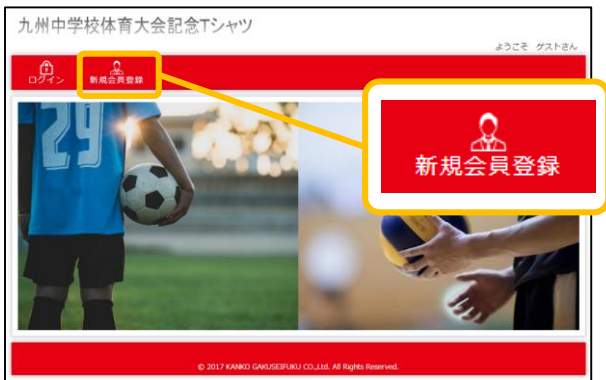 九州中学校体育大会記念Tシャツ
ようこそ ゲストさん
ログイン
新規会員登録
29
新規会員登録
© 2017 KANKO GAKUSEIFUKU CO.,Ltd. All Rights Reserved.